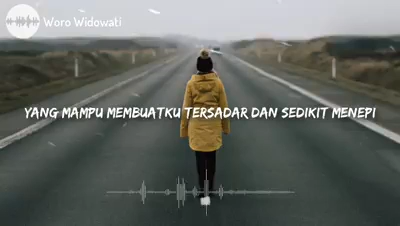 Woro Widowati
YANG MAMPU MEMBUATKU TERSADAR DAN SEDIKIT MENEPI